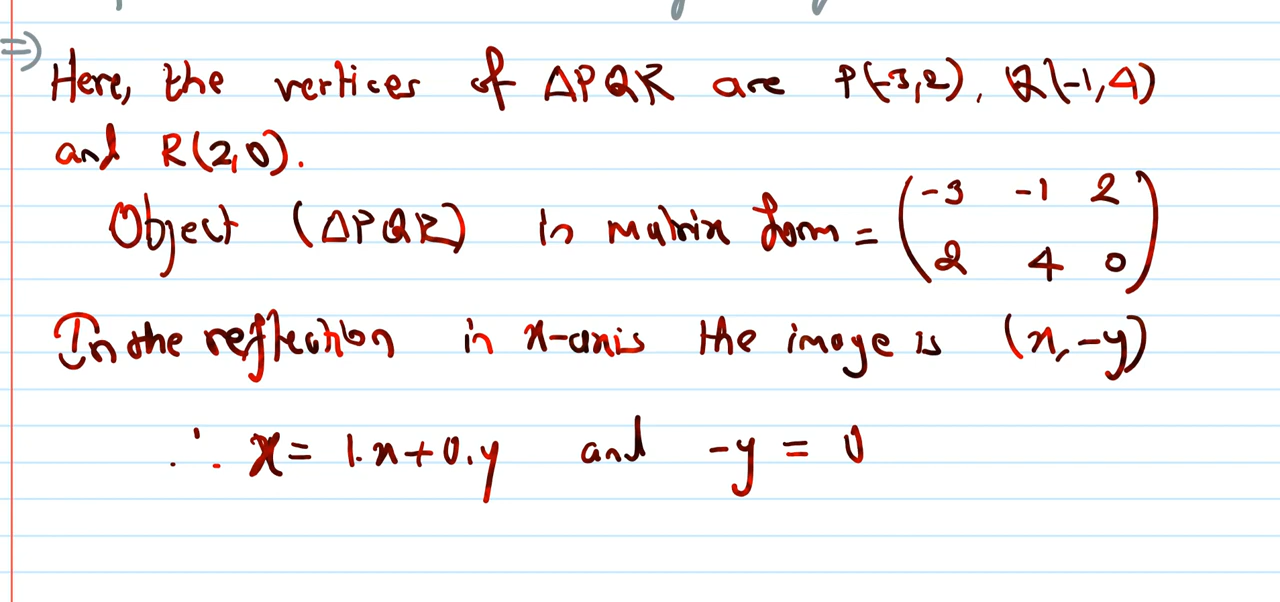 ⇒ Here, the vertices of ΔPQR are P(-3,2), Q(-1,4)
and R(2,0).
Object (ΔPQR) in matrix form = (-3 -1 2
2 4 0)
In the reflection in x-axis the image is (x,-y)
∴ x = 1.x+0.y and -y = 0